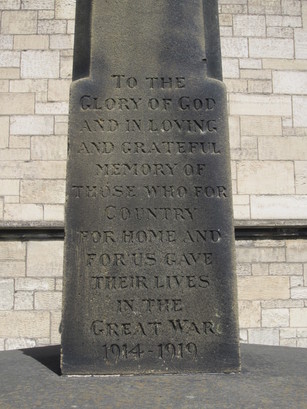 TO THE
GLORY OF GOD
AND IN LOVING
AND GRATEFUL
MEMORY OF
THOSE WHO FOR
COUNTRY
FOR HOME AND
FOR US GAVE
THEIR LIVES
IN THE
GREAT WAR
1914-1919